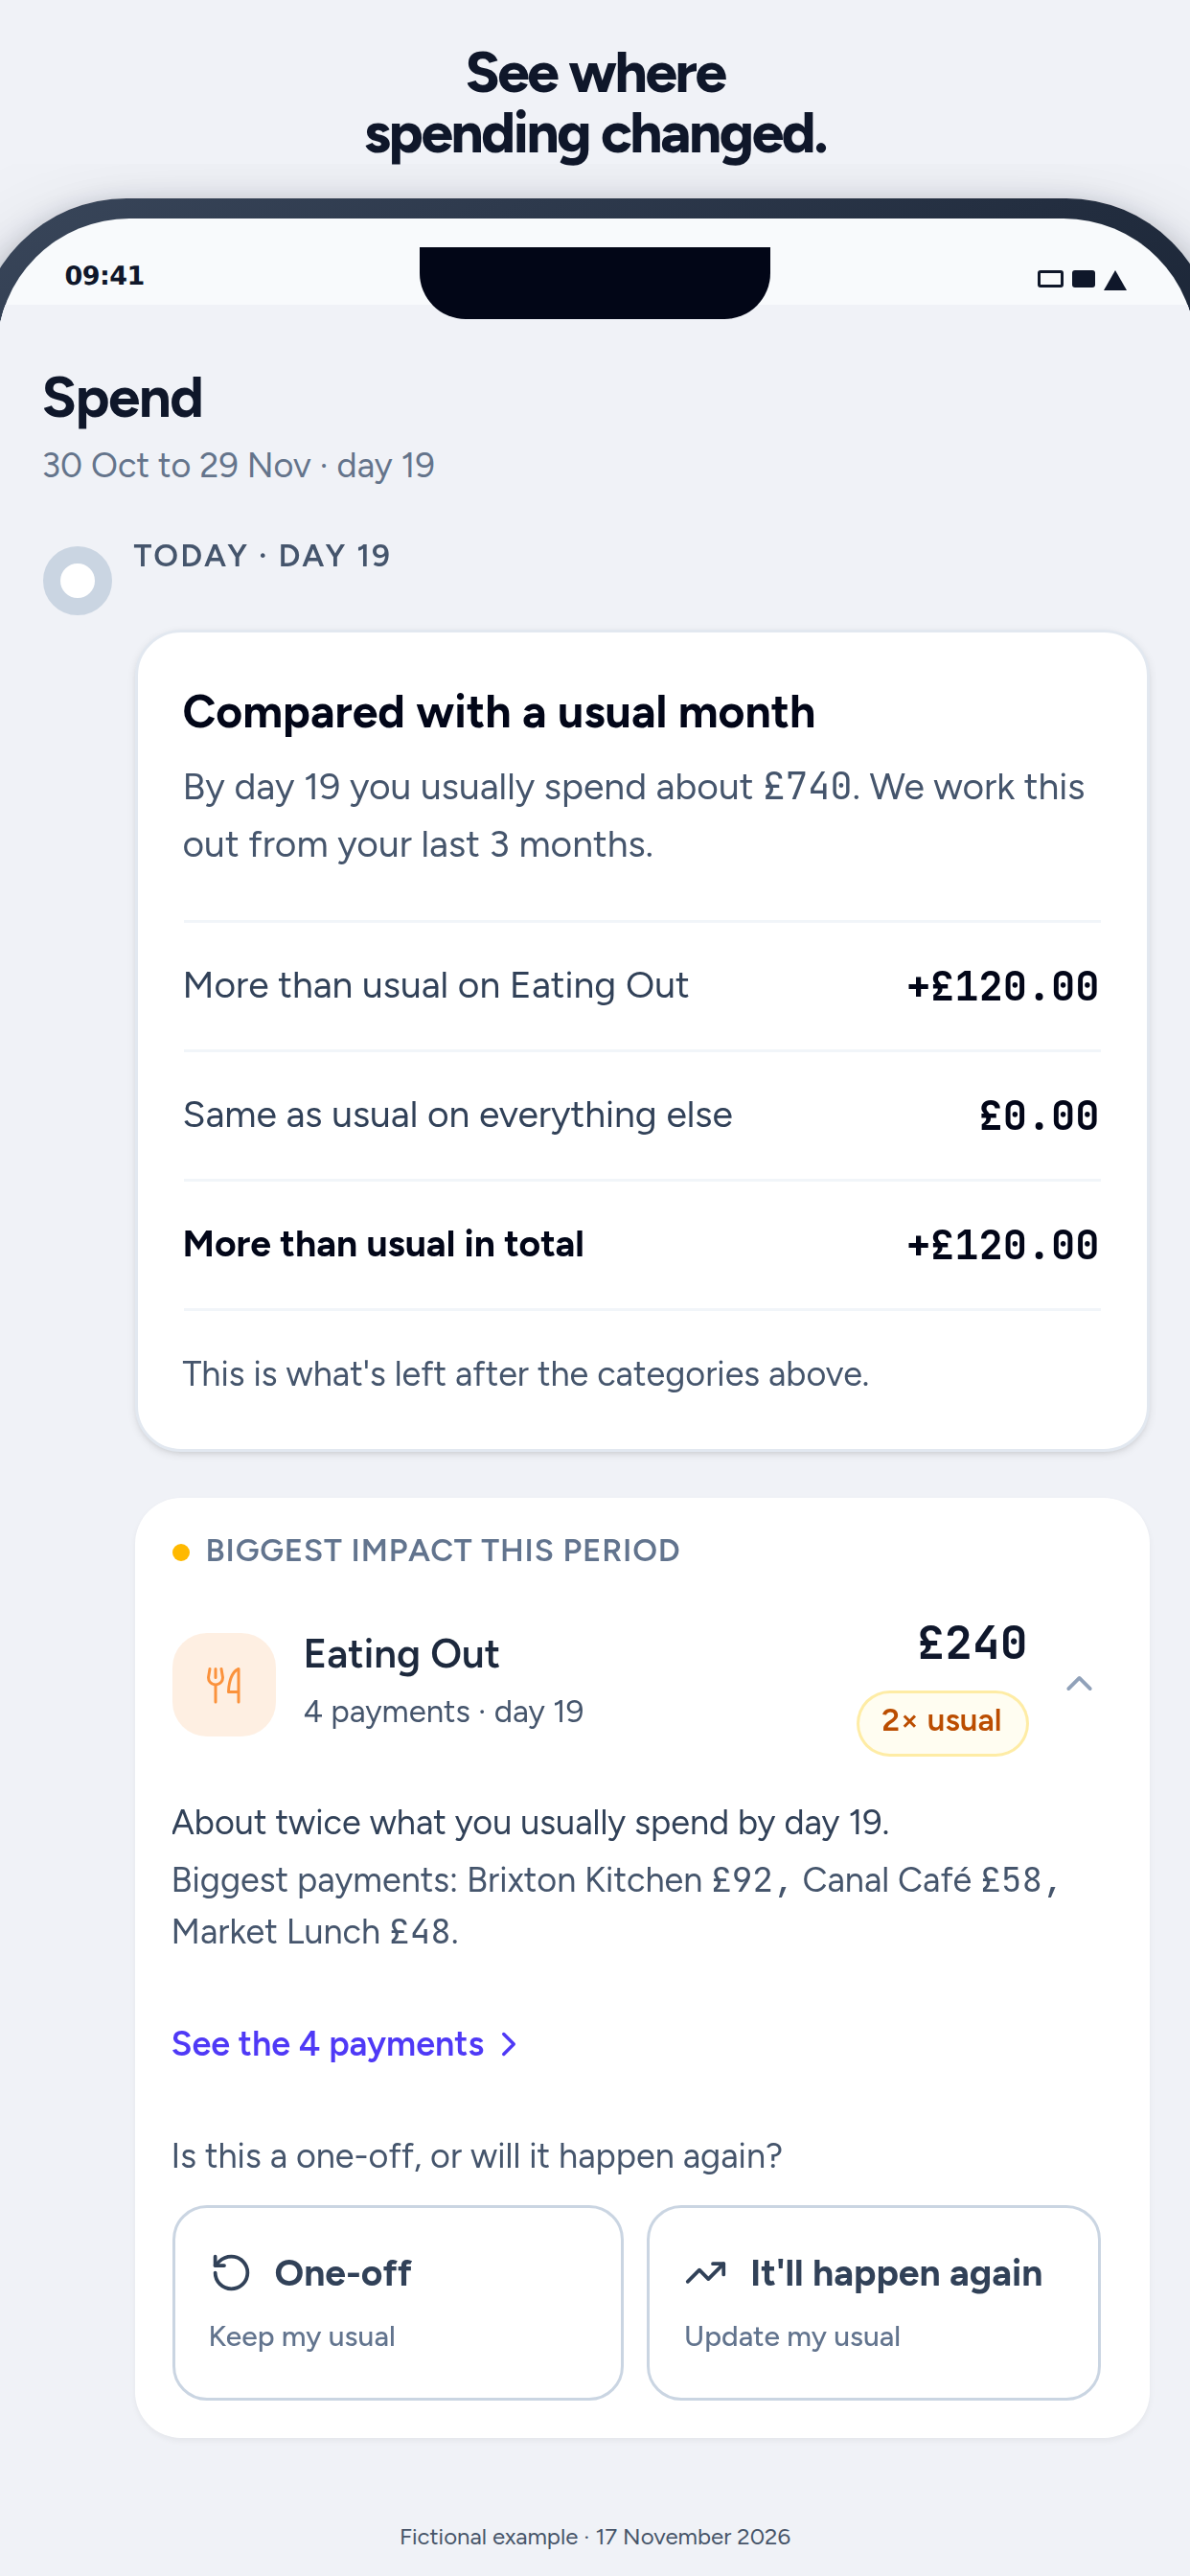 See where
spending changed.
09:41
Spend
30 Oct to 29 Nov · day 19
TODAY · DAY 19
Compared with a usual month
By day 19 you usually spend about £740. We work this
out from your last 3 months.
More than usual on Eating Out +£120.00
Same as usual on everything else £0.00
More than usual in total +£120.00
This is what's left after the categories above.
BIGGEST IMPACT THIS PERIOD
Eating Out £240
4 payments · day 19 2× usual
About twice what you usually spend by day 19.
Biggest payments: Brixton Kitchen £92, Canal Café £58,
Market Lunch £48.
See the 4 payments
Is this a one-off, or will it happen again?
One-off It'll happen again
Keep my usual Update my usual
Fictional example · 17 November 2026